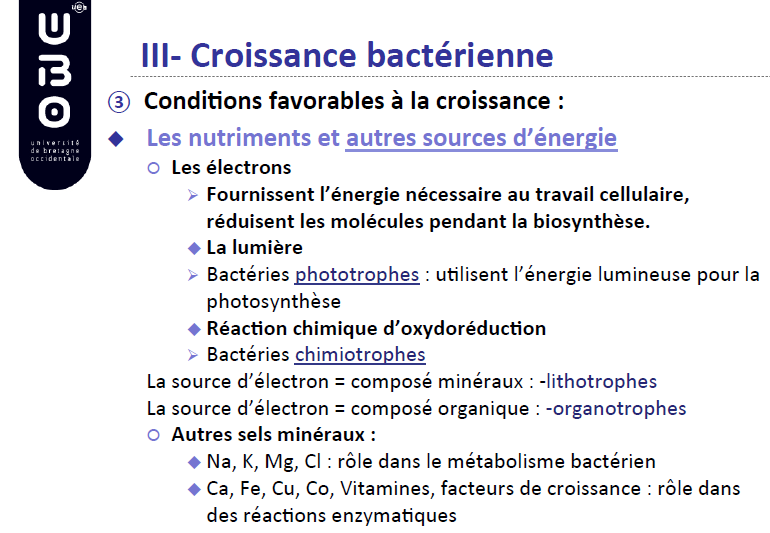 UEB
UBO
université
de bretagne
occidentale
III- Croissance bactérienne
③ Conditions favorables à la croissance :
◆ Les nutriments et autres sources d’énergie
○ Les électrons
➢ Fournissent l’énergie nécessaire au travail cellulaire,
réduisent les molécules pendant la biosynthèse.
◆ La lumière
➢ Bactéries phototrophes : utilisent l’énergie lumineuse pour la
photosynthèse
◆ Réaction chimique d’oxydoréduction
➢ Bactéries chimiotrophes
La source d’électron = composé minéraux : -lithotrophes
La source d’électron = composé organique : -organotrophes
○ Autres sels minéraux :
◆ Na, K, Mg, Cl : rôle dans le métabolisme bactérien
◆ Ca, Fe, Cu, Co, Vitamines, facteurs de croissance : rôle dans
des réactions enzymatiques